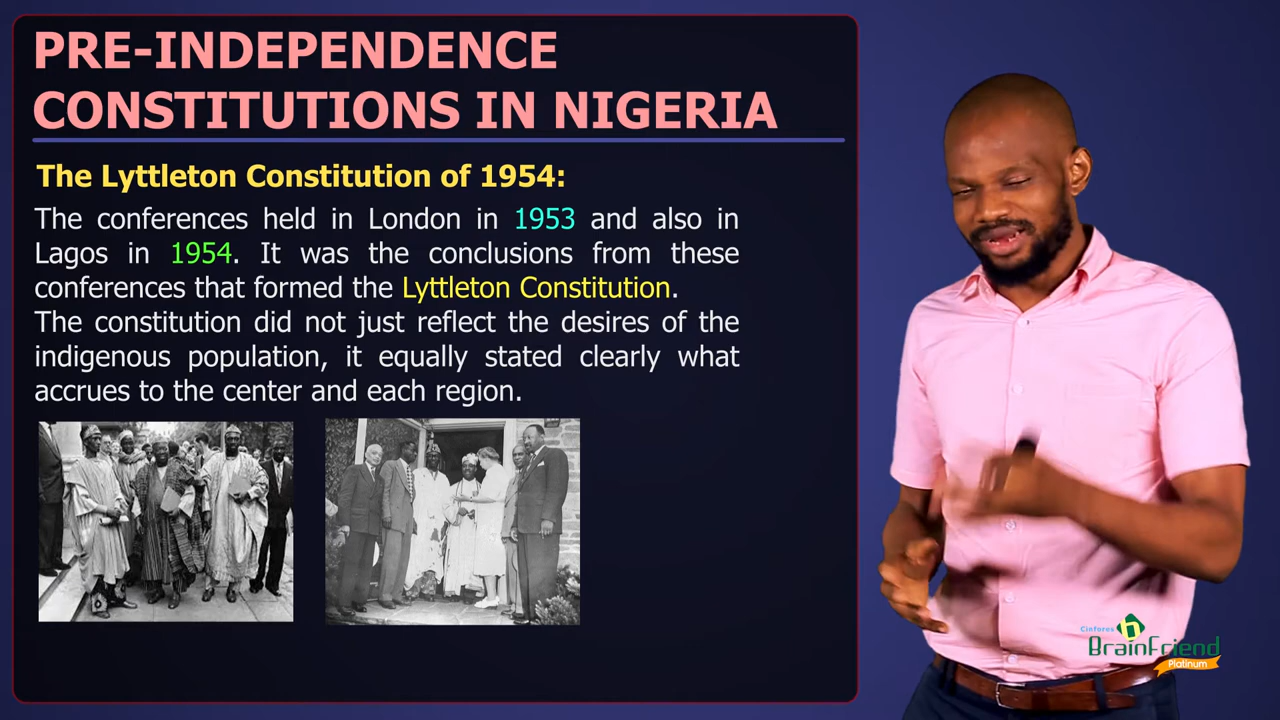 PRE-INDEPENDENCE
CONSTITUTIONS IN NIGERIA
The Lyttleton Constitution of 1954:
The conferences held in London in 1953 and also in
Lagos in 1954. It was the conclusions from these
conferences that formed the Lyttleton Constitution.
The constitution did not just reflect the desires of the
indigenous population, it equally stated clearly what
accrues to the center and each region.
Cinfores
BrainFriend
Platinum